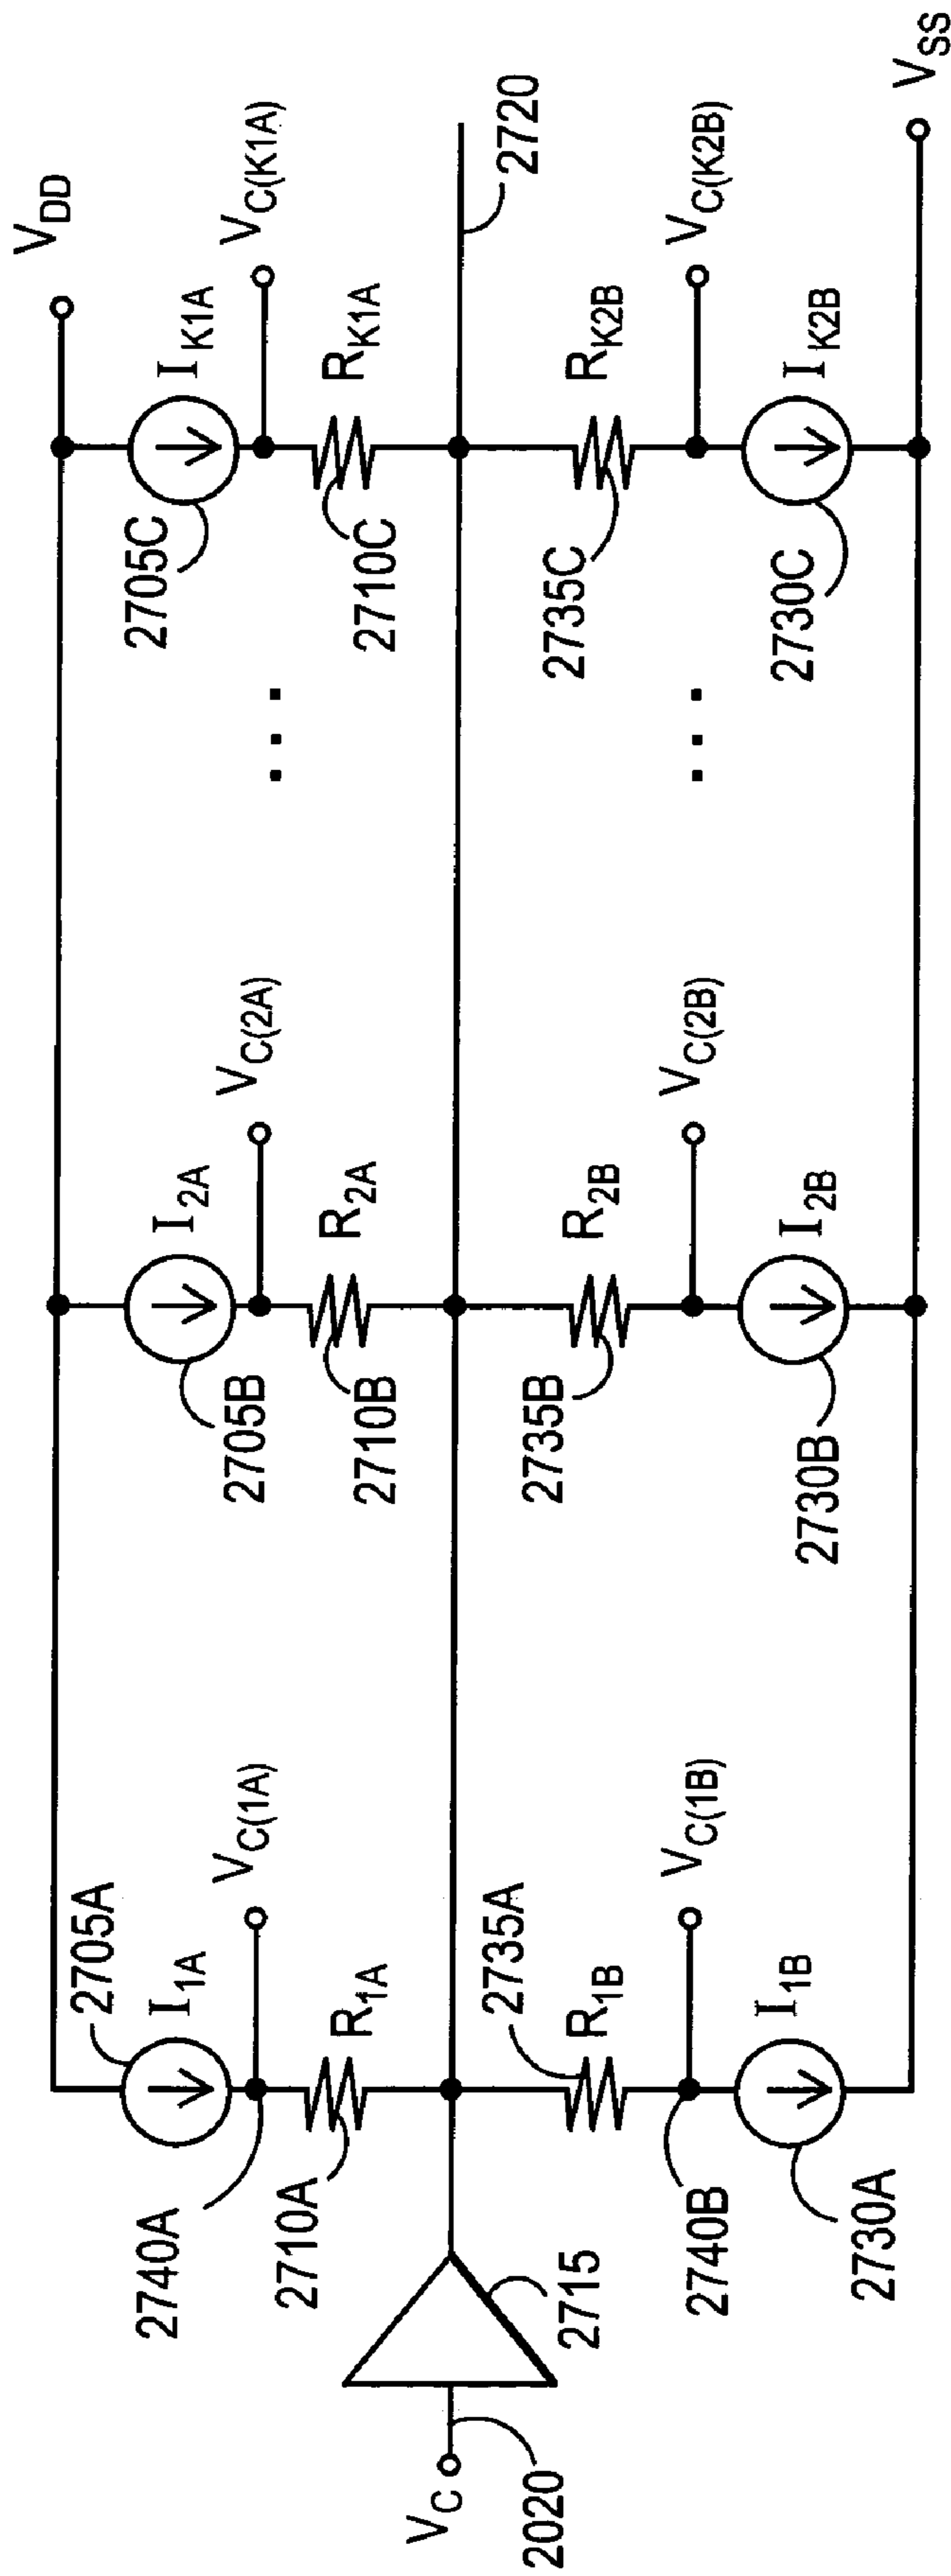 V_DD
2705A
I_1A
2740A
V_C(1A)
2710A
R_1A
2705B
I_2A
V_C(2A)
2710B
R_2A
2705C
I_K1A
V_C(K1A)
2710C
R_K1A
...
V_C
2020
2715
2720
2735A
R_1B
2740B
V_C(1B)
2730A
I_1B
2735B
R_2B
V_C(2B)
2730B
I_2B
...
2735C
R_K2B
V_C(K2B)
2730C
I_K2B
V_SS